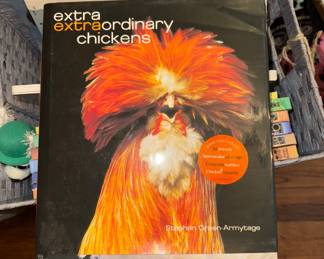 extra
extraordinary
chickens
Stephen Green-Armytage